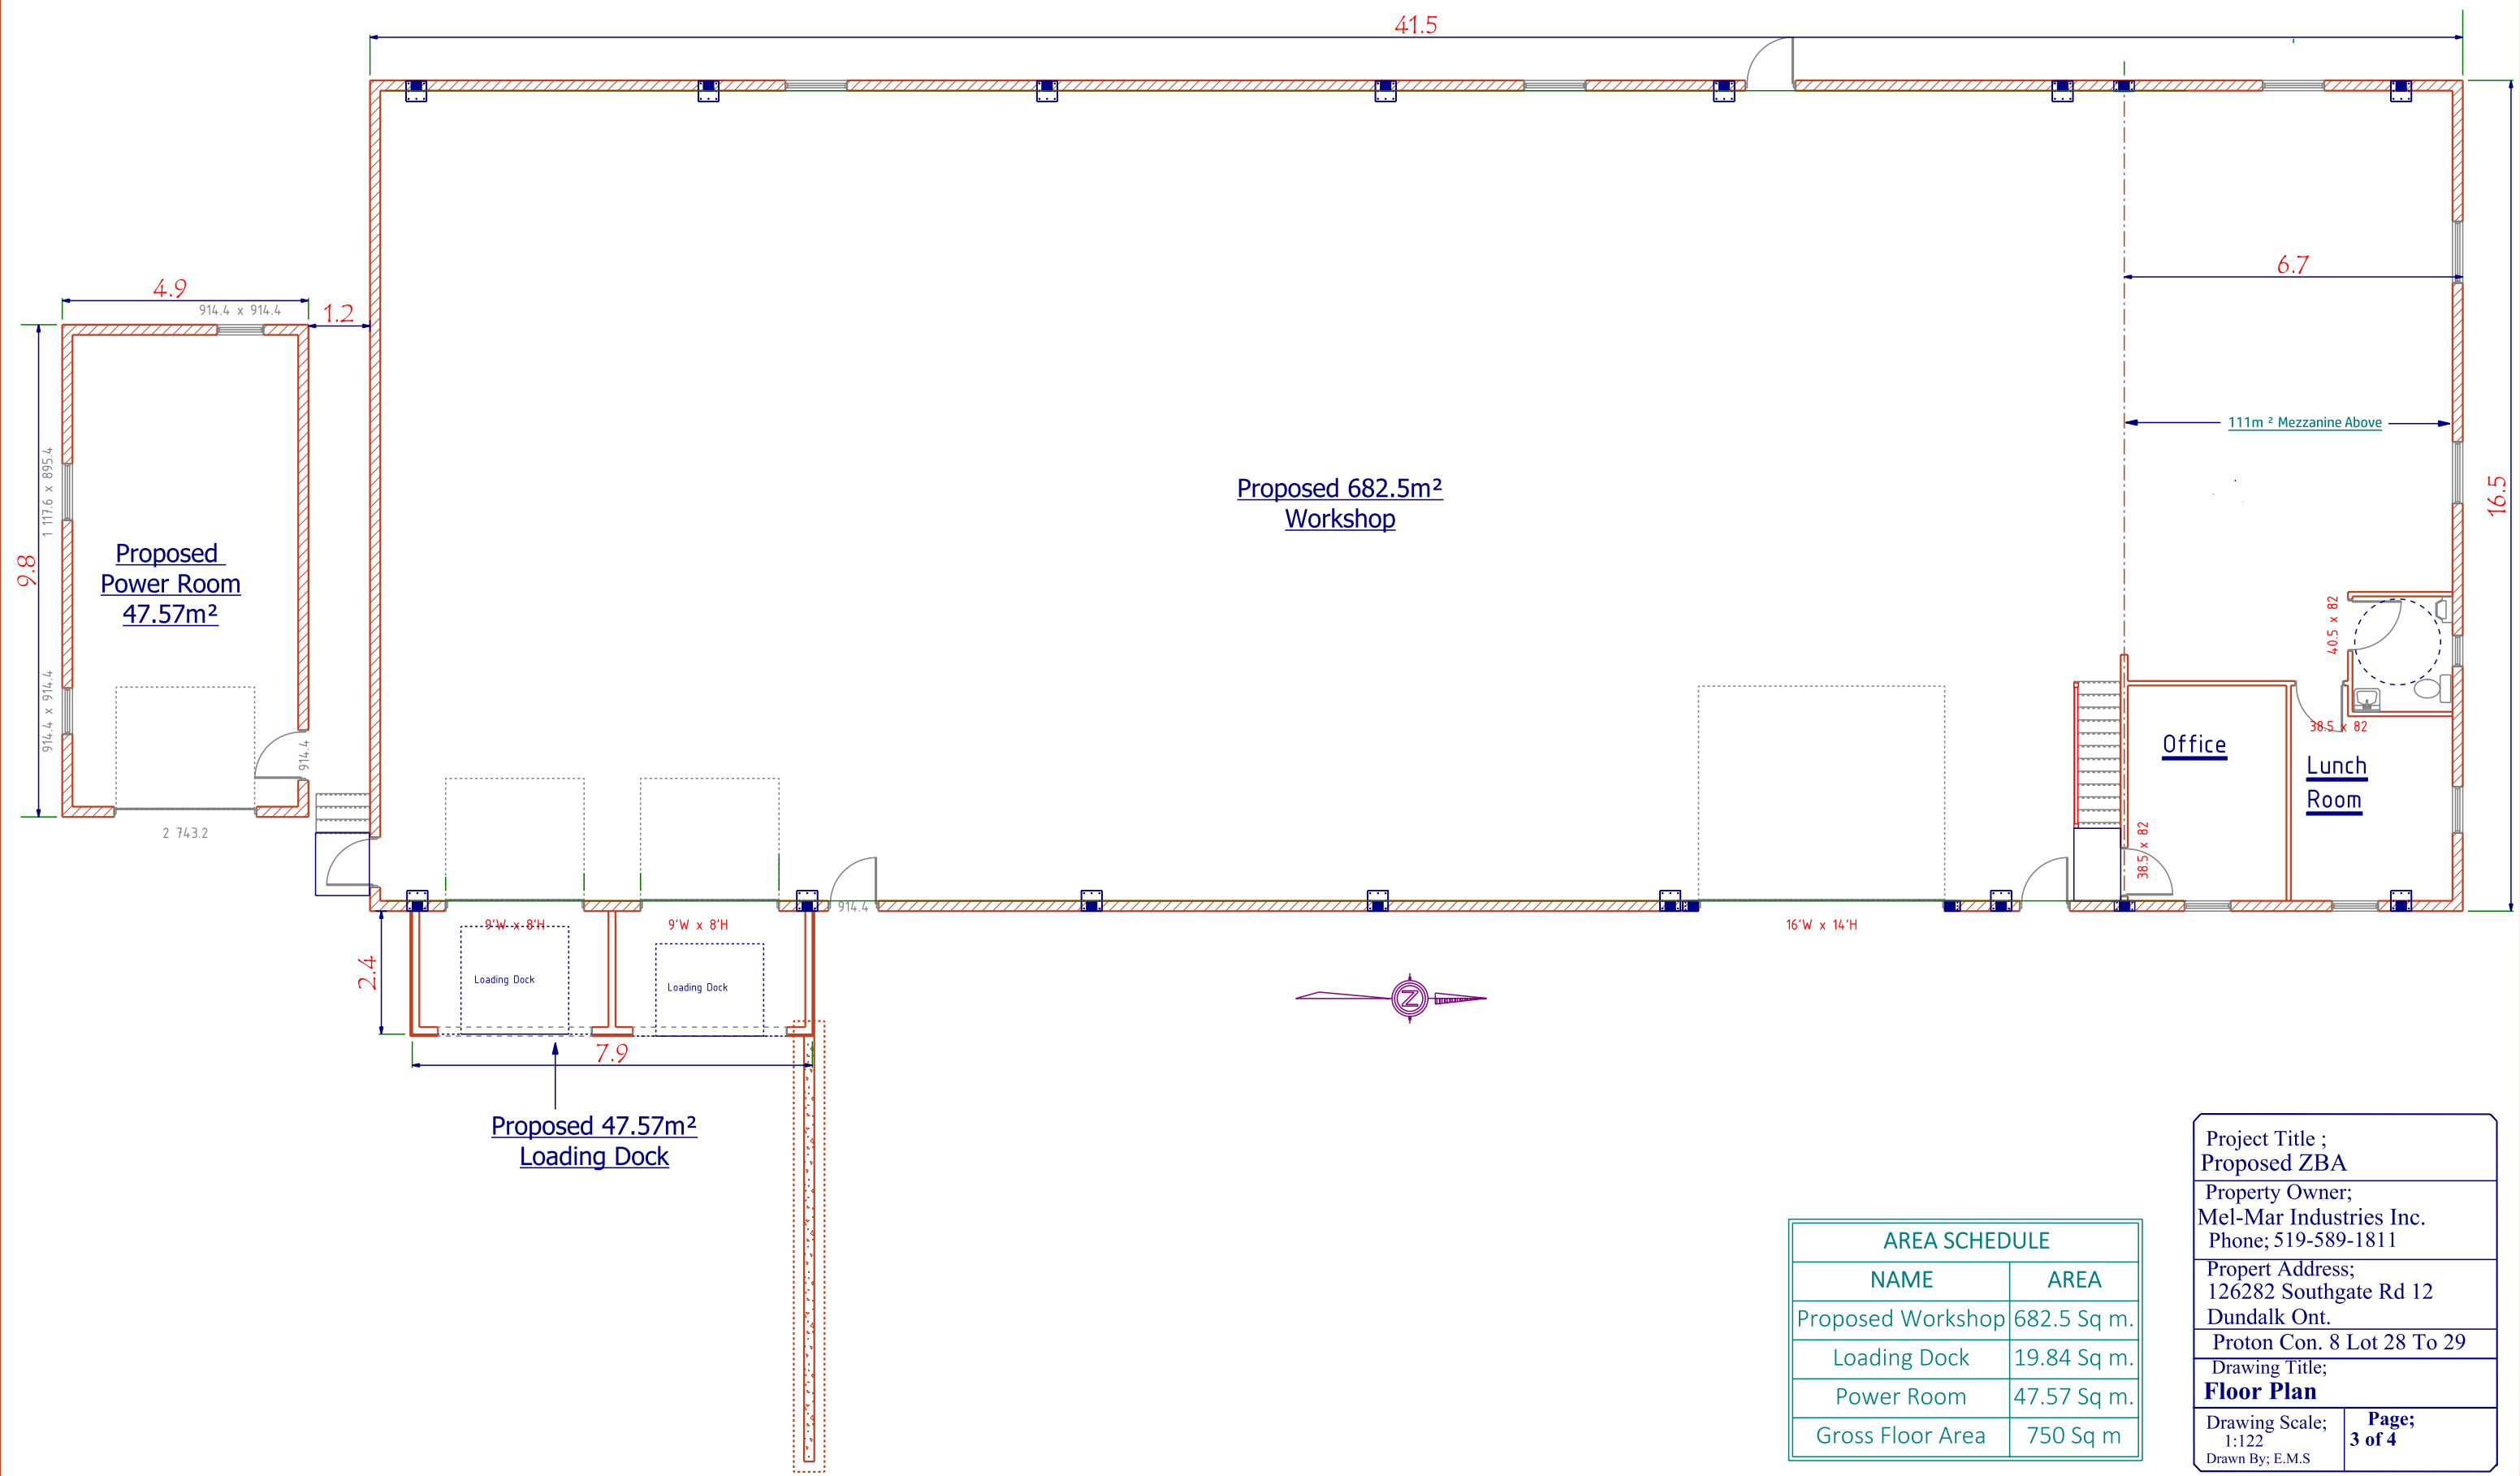 41.5
4.9
914.4 x 914.4
1.2
6.7
111m ² Mezzanine Above
16.5
Proposed 682.5m²
Workshop
1 117.6 x 895.4
9.8
Proposed
Power Room
47.57m²
914.4 x 914.4
914.4
2 743.2
40.5 x 82
38.5 x 82
Office
Lunch
Room
38.5 x 82
914.4
9'W x 8'H
9'W x 8'H
16'W x 14'H
2.4
Loading Dock
Loading Dock
Z
7.9
Proposed 47.57m²
Loading Dock
AREA SCHEDULE
NAME AREA
Proposed Workshop 682.5 Sq m.
Loading Dock 19.84 Sq m.
Power Room 47.57 Sq m.
Gross Floor Area 750 Sq m
Project Title ;
Proposed ZBA
Property Owner;
Mel-Mar Industries Inc.
Phone; 519-589-1811
Propert Address;
126282 Southgate Rd 12
Dundalk Ont.
Proton Con. 8 Lot 28 To 29
Drawing Title;
Floor Plan
Drawing Scale;
1:122
Drawn By; E.M.S
Page;
3 of 4